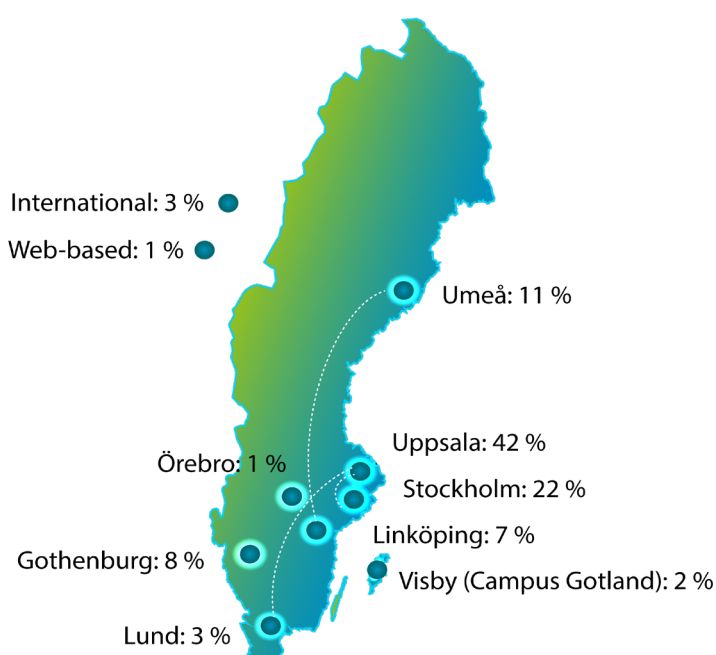 International: 3 %
Web-based: 1 %
Umeå: 11 %
Uppsala: 42 %
Örebro: 1 %
Stockholm: 22 %
Linköping: 7 %
Gothenburg: 8 %
Visby (Campus Gotland): 2 %
Lund: 3 %